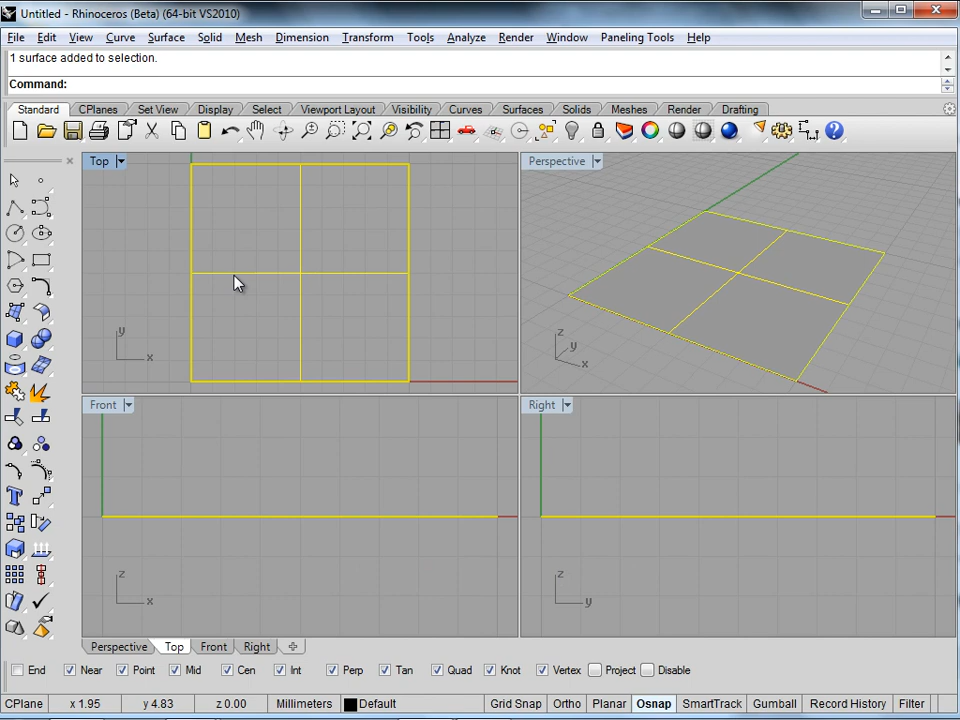 Untitled - Rhinoceros (Beta) (64-bit VS2010)
File Edit View Curve Surface Solid Mesh Dimension Transform Tools Analyze Render Window Paneling Tools Help
1 surface added to selection.
Command:
Standard CPlanes Set View Display Select Viewport Layout Visibility Curves Surfaces Solids Meshes Render Drafting
Top Perspective
y x
z y x
Front Right
z x
z y
Perspective Top Front Right
End Near Point Mid Cen Int Perp Tan Quad Knot Vertex Project Disable
CPlane x 1.95 y 4.83 z 0.00 Millimeters Default Grid Snap Ortho Planar Osnap SmartTrack Gumball Record History Filter